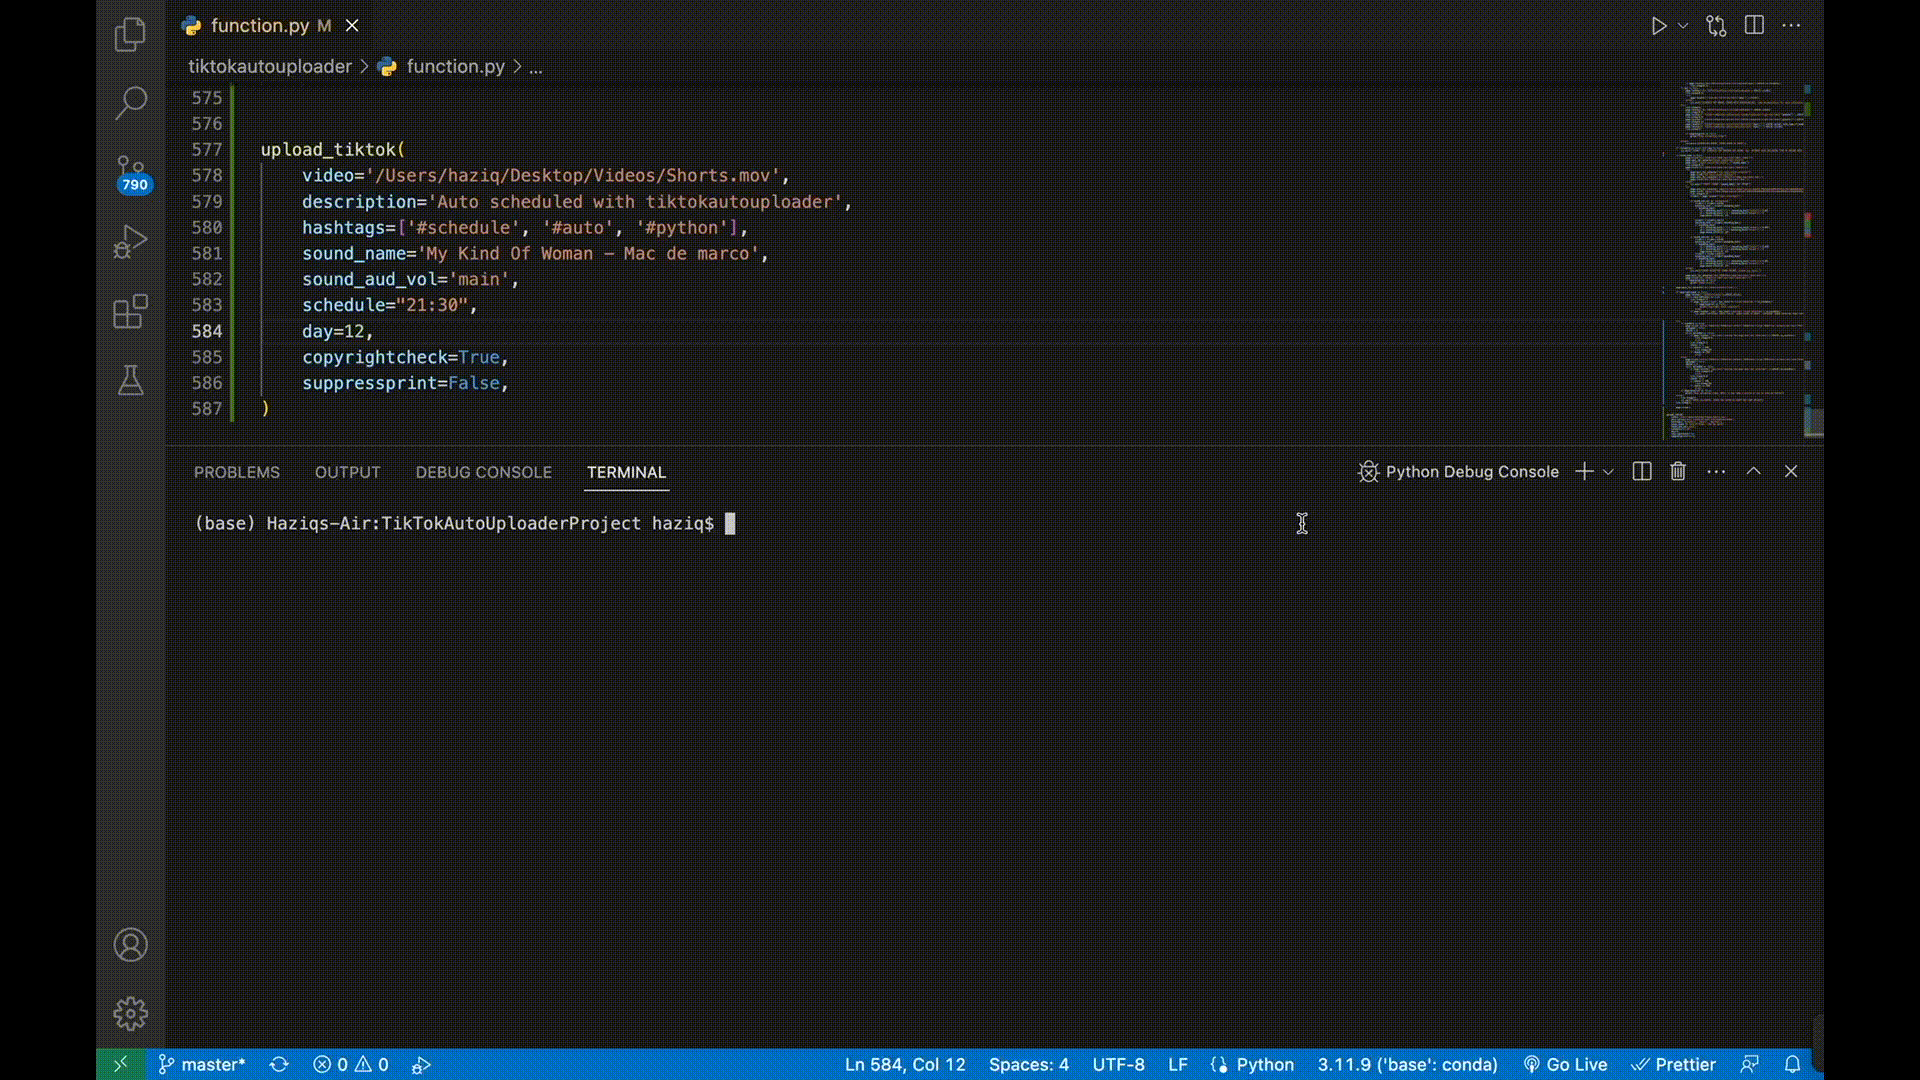 function.py M
tiktokautouploader > function.py > ...
575
576
577 upload_tiktok(
578 video='/Users/haziq/Desktop/Videos/Shorts.mov',
579 description='Auto scheduled with tiktokautouploader',
580 hashtags=['#schedule', '#auto', '#python'],
581 sound_name='My Kind Of Woman – Mac de marco',
582 sound_aud_vol='main',
583 schedule="21:30",
584 day=12,
585 copyrightcheck=True,
586 suppressprint=False,
587 )
790
PROBLEMS OUTPUT DEBUG CONSOLE TERMINAL Python Debug Console
(base) Haziqs-Air:TikTokAutoUploaderProject haziq$
master* 0 0 Ln 584, Col 12 Spaces: 4 UTF-8 LF Python 3.11.9 ('base': conda) Go Live Prettier